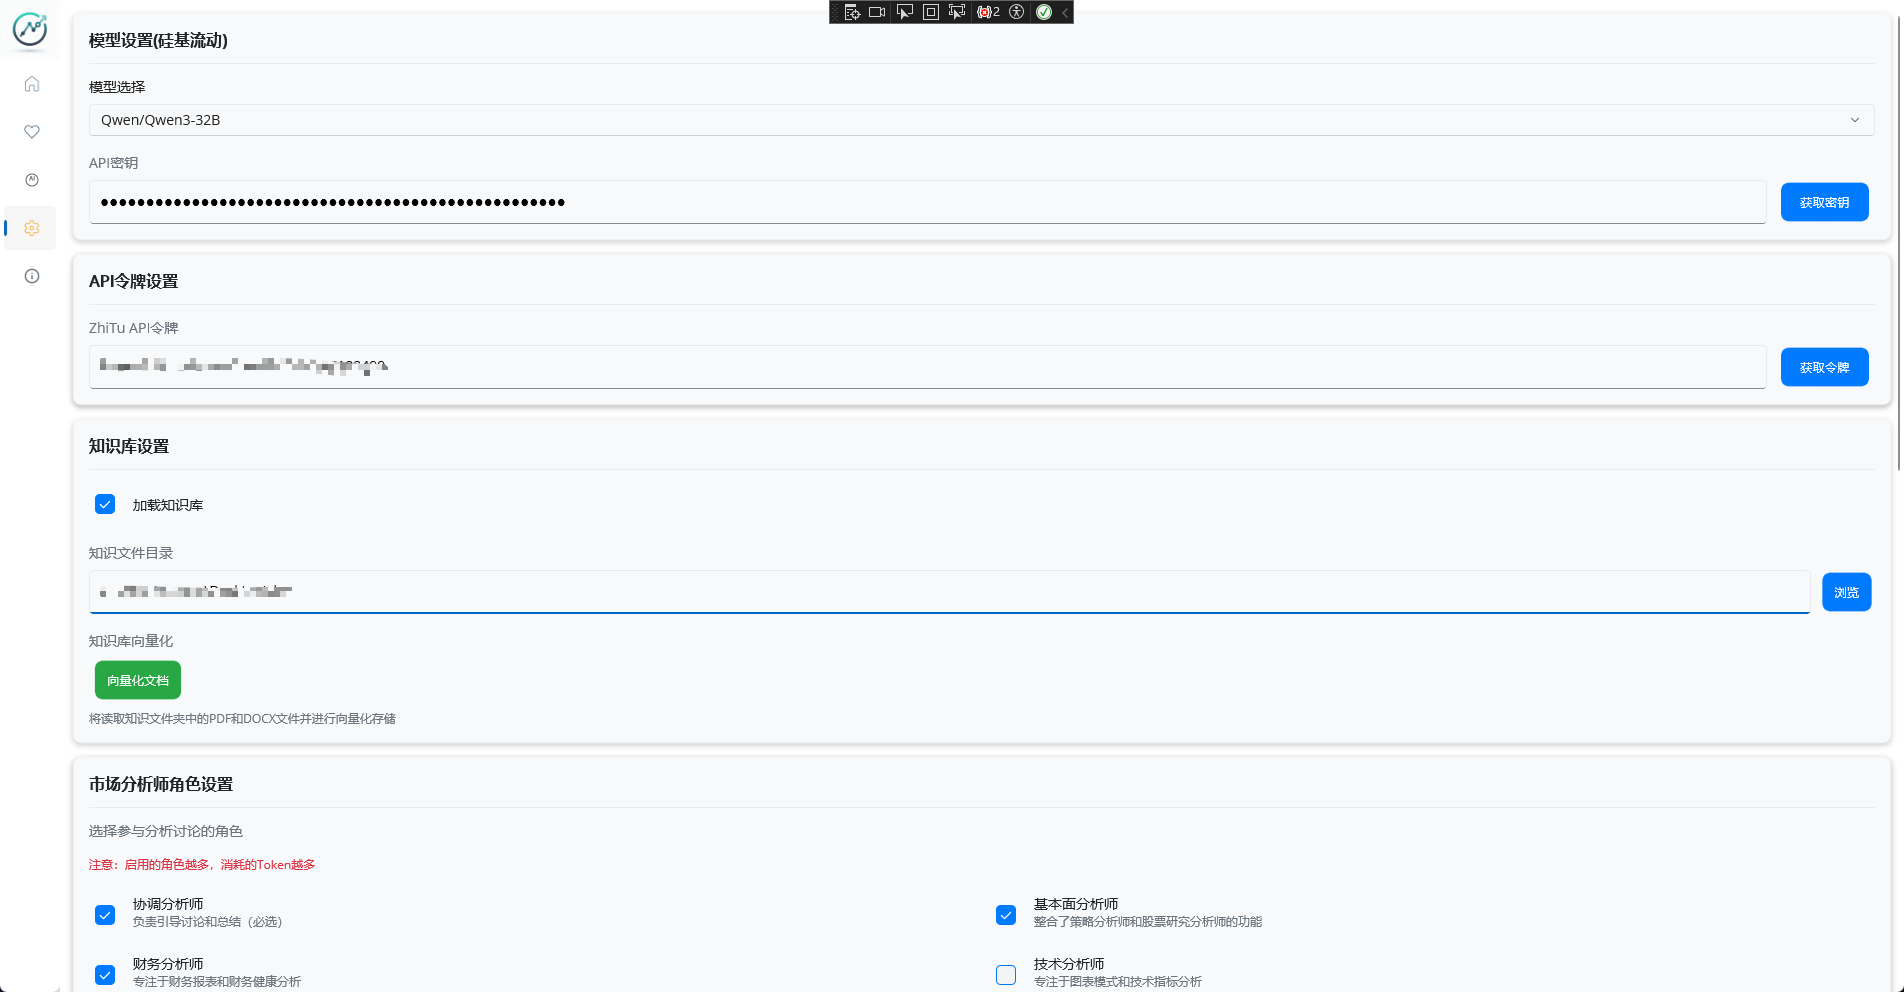 2
模型设置(硅基流动)
模型选择
Qwen/Qwen3-32B
API密钥
获取密钥
API令牌设置
ZhiTu API令牌
获取令牌
知识库设置
加载知识库
知识文件目录
浏览
知识库向量化
向量化文档
将读取知识文件夹中的PDF和DOCX文件并进行向量化存储
市场分析师角色设置
选择参与分析讨论的角色
注意：启用的角色越多，消耗的Token越多
协调分析师
负责引导讨论和总结（必选）
基本面分析师
整合了策略分析师和股票研究分析师的功能
财务分析师
专注于财务报表和财务健康分析
技术分析师
专注于图表模式和技术指标分析